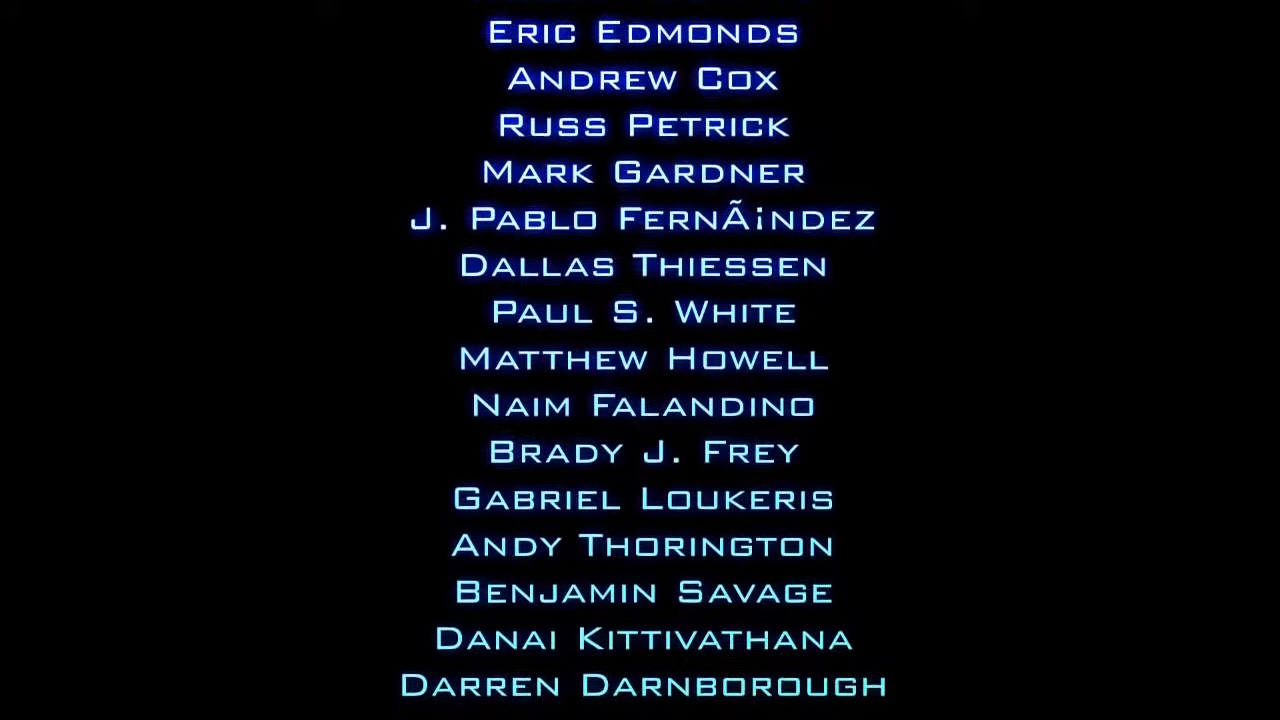 Eric Edmonds
Andrew Cox
Russ Petrick
Mark Gardner
J. Pablo FernÃ¡ndez
Dallas Thiessen
Paul S. White
Matthew Howell
Naim Falandino
Brady J. Frey
Gabriel Loukeris
Andy Thorington
Benjamin Savage
Danai Kittivathana
Darren Darnborough